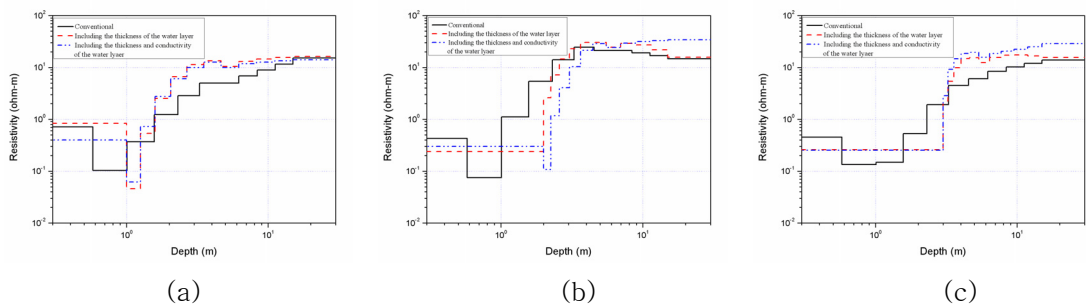 Conventional
Including the thickness of the water layer
Including the thickness and conductivity
of the water lyaer
Resistivity (ohm-m)
10²
10¹
10⁰
10⁻¹
10⁻²
10⁰
10¹
Depth (m)
(a)
Conventional
Including the thickness of the water layer
Including the thickness and conductivity
of the water lyaer
Resistivity (ohm-m)
10²
10¹
10⁰
10⁻¹
10⁻²
10⁰
10¹
Depth (m)
(b)
Conventional
Including the thickness of the water layer
Including the thickness and conductivity
of the water lyaer
Resistivity (ohm-m)
10²
10¹
10⁰
10⁻¹
10⁻²
10⁰
10¹
Depth (m)
(c)